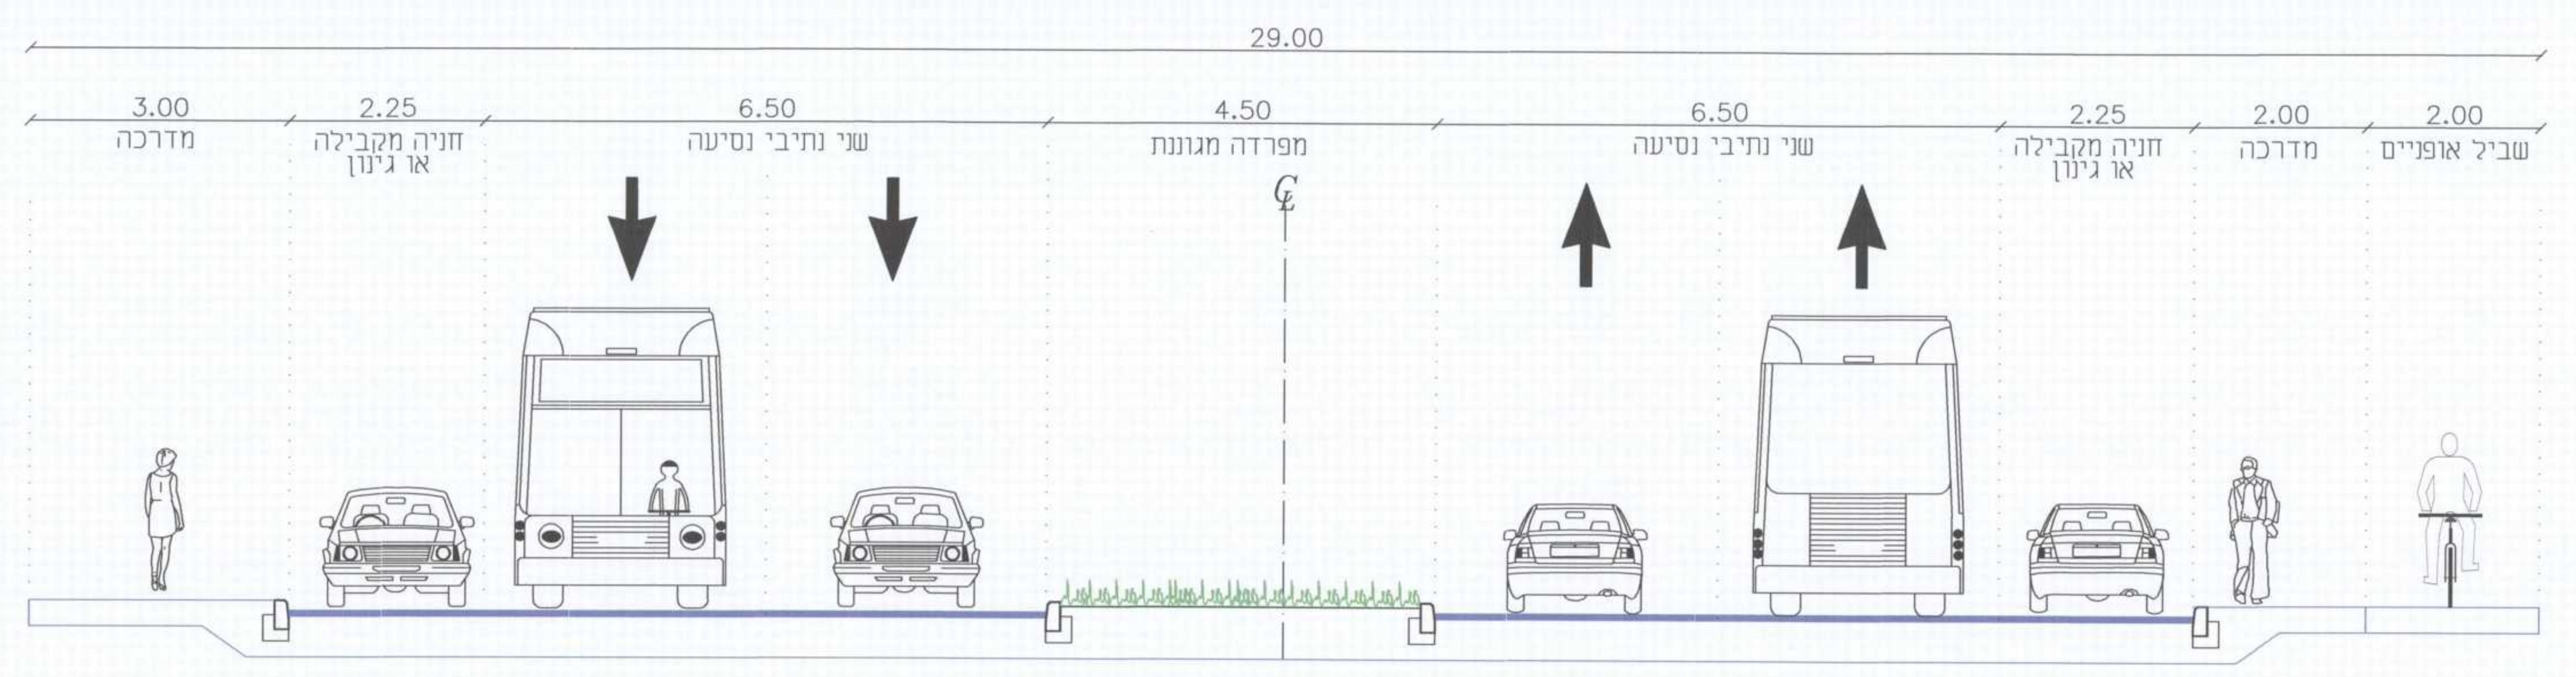 29.00
3.00
2.25
6.50
4.50
6.50
2.25
2.00
2.00
מדרכה
חניה מקבילה
או גינון
שני נתיבי נסיעה
מפרדה מגוננת
שני נתיבי נסיעה
חניה מקבילה
או גינון
מדרכה
שביל אופניים
℄